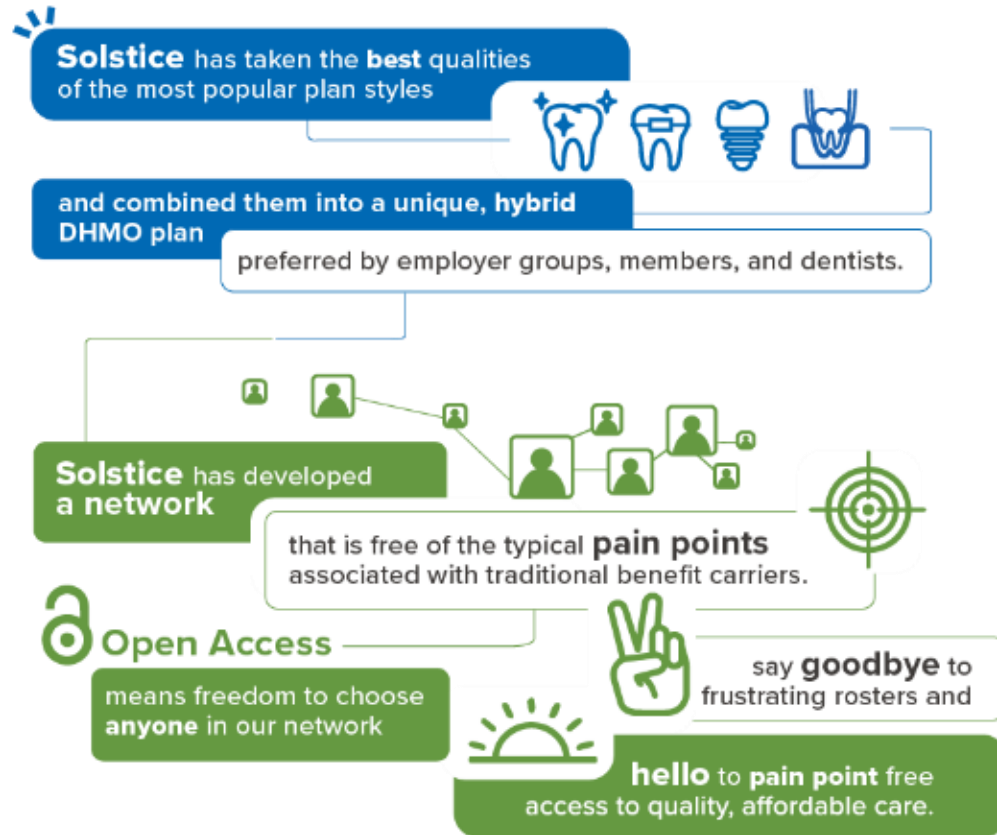 Solstice has taken the best qualities
of the most popular plan styles
and combined them into a unique, hybrid
DHMO plan
preferred by employer groups, members, and dentists.
Solstice has developed
a network
that is free of the typical pain points
associated with traditional benefit carriers.
Open Access
means freedom to choose
anyone in our network
say goodbye to
frustrating rosters and
hello to pain point free
access to quality, affordable care.